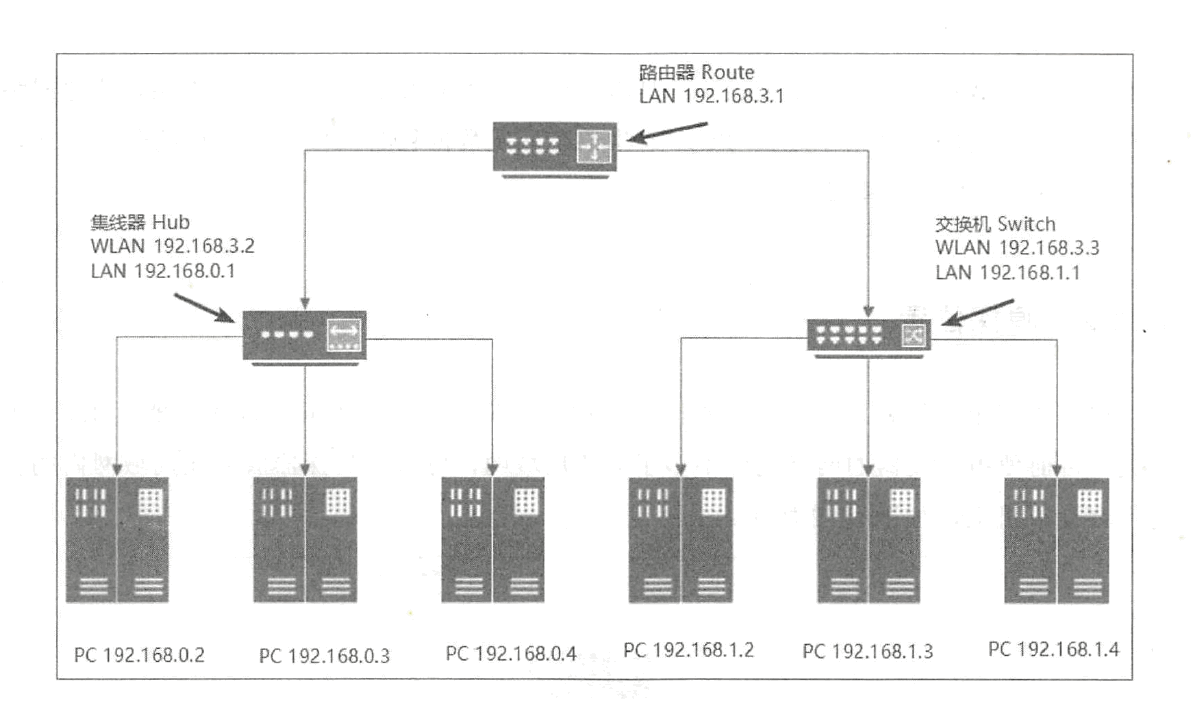 路由器 Route
LAN 192.168.3.1
集线器 Hub
WLAN 192.168.3.2
LAN 192.168.0.1
交换机 Switch
WLAN 192.168.3.3
LAN 192.168.1.1
PC 192.168.0.2
PC 192.168.0.3
PC 192.168.0.4
PC 192.168.1.2
PC 192.168.1.3
PC 192.168.1.4